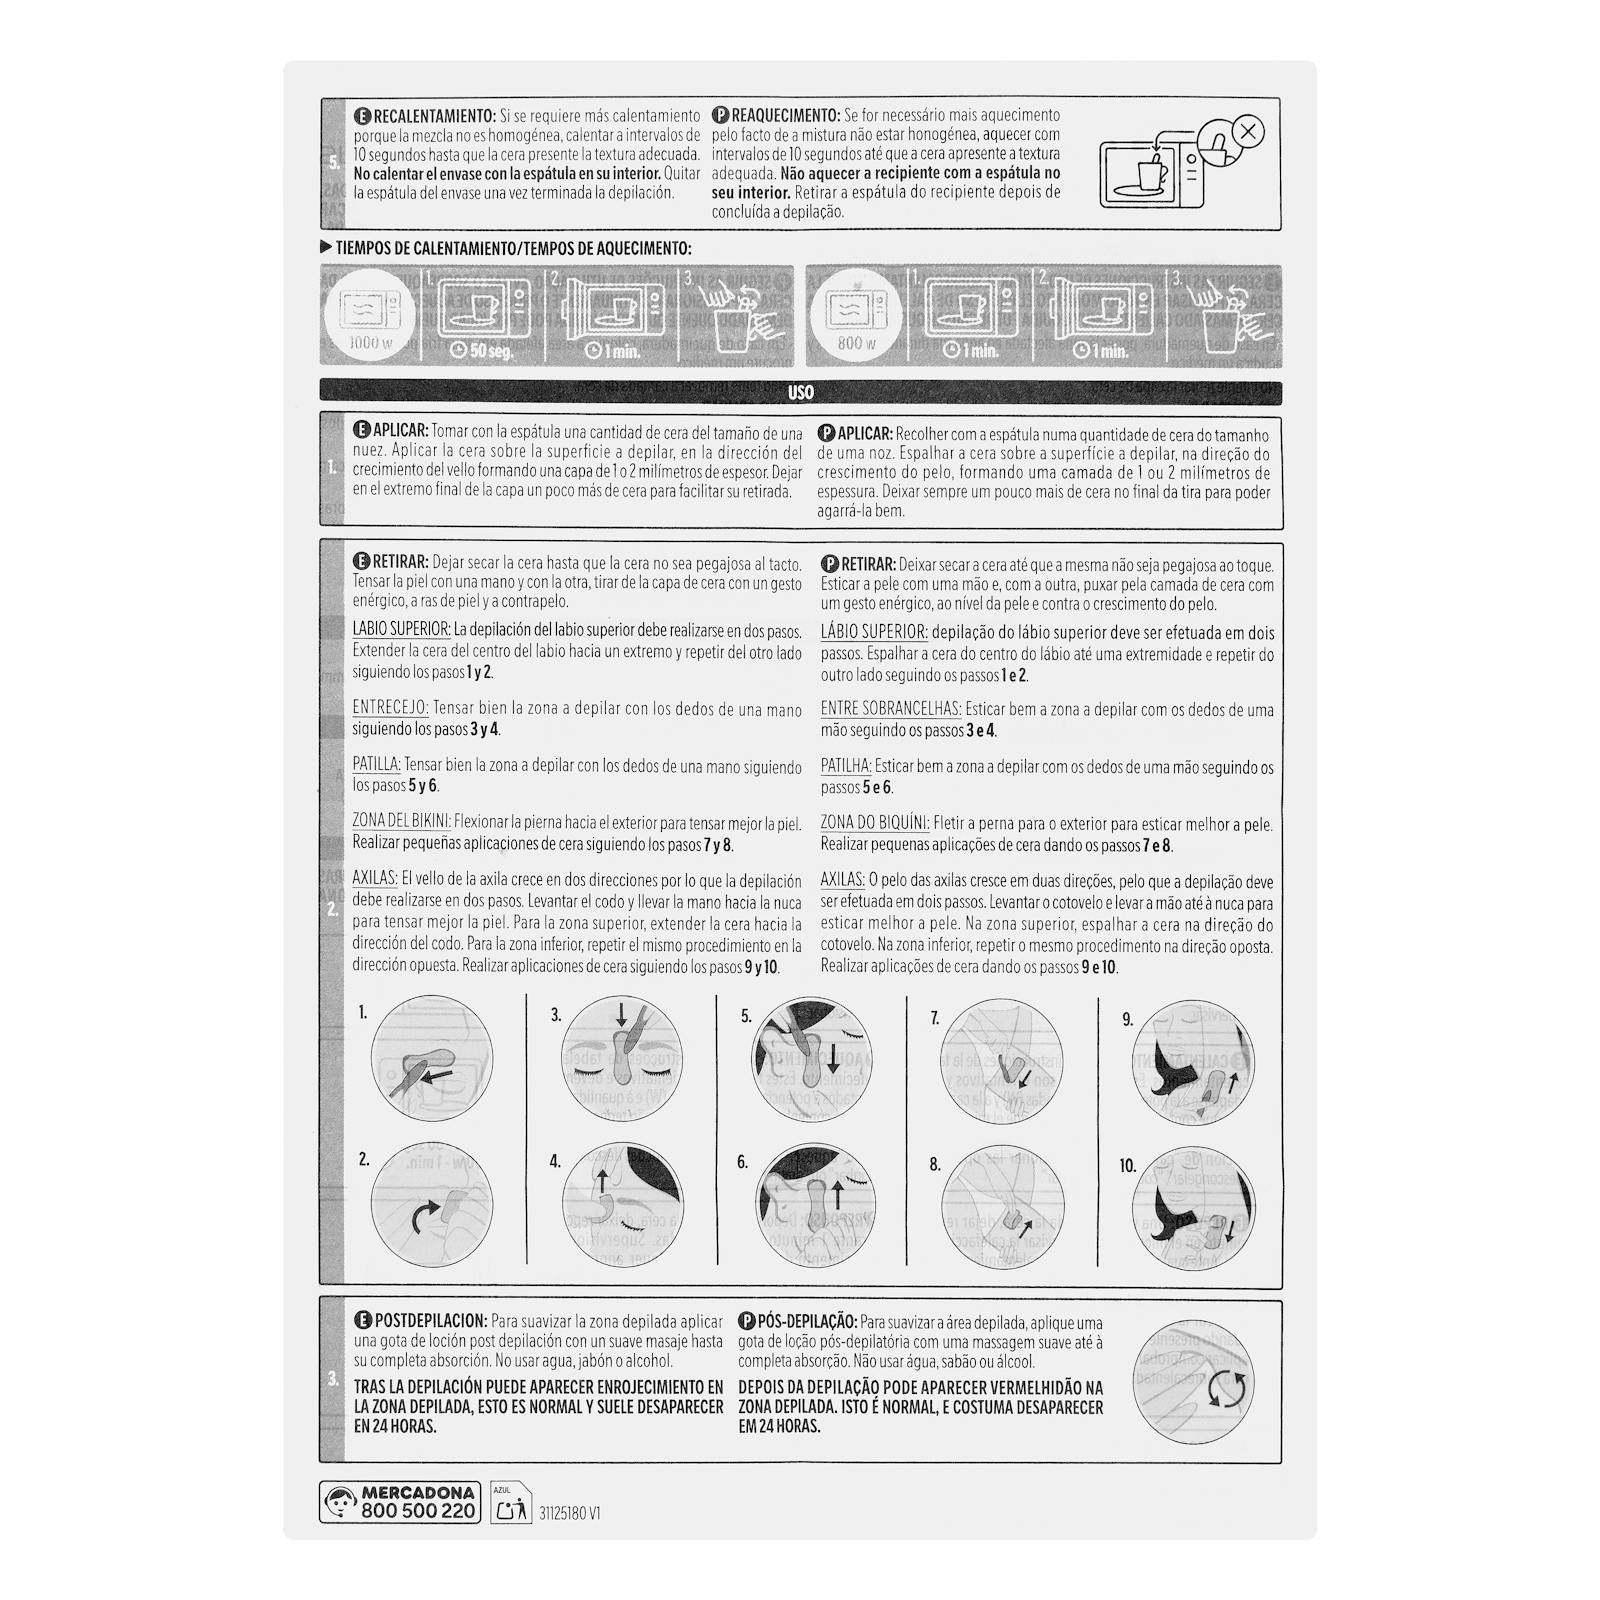 5.
E RECALENTAMIENTO: Si se requiere más calentamiento
porque la mezcla no es homogénea, calentar a intervalos de
10 segundos hasta que la cera presente la textura adecuada.
No calentar el envase con la espátula en su interior. Quitar
la espátula del envase una vez terminada la depilación.
P REAQUECIMENTO: Se for necessário mais aquecimento
pelo facto de a mistura não estar honogénea, aquecer com
intervalos de 10 segundos até que a cera apresente a textura
adequada. Não aquecer a recipiente com a espátula no
seu interior. Retirar a espátula do recipiente depois de
concluída a depilação.
▶ TIEMPOS DE CALENTAMIENTO/TEMPOS DE AQUECIMENTO:
1000 W
1.
50 seg.
2.
1 min.
3.
800 W
1.
1 min.
2.
1 min.
3.
USO
1.
E APLICAR: Tomar con la espátula una cantidad de cera del tamaño de una
nuez. Aplicar la cera sobre la superficie a depilar, en la dirección del
crecimiento del vello formando una capa de 1 o 2 milímetros de espesor. Dejar
en el extremo final de la capa un poco más de cera para facilitar su retirada.
P APLICAR: Recolher com a espátula numa quantidade de cera do tamanho
de uma noz. Espalhar a cera sobre a superfície a depilar, na direção do
crescimento do pelo, formando uma camada de 1 ou 2 milímetros de
espessura. Deixar sempre um pouco mais de cera no final da tira para poder
agarrá-la bem.
2.
E RETIRAR: Dejar secar la cera hasta que la cera no sea pegajosa al tacto.
Tensar la piel con una mano y con la otra, tirar de la capa de cera con un gesto
enérgico, a ras de piel y a contrapelo.
LABIO SUPERIOR: La depilación del labio superior debe realizarse en dos pasos.
Extender la cera del centro del labio hacia un extremo y repetir del otro lado
siguiendo los pasos 1 y 2.
ENTRECEJO: Tensar bien la zona a depilar con los dedos de una mano
siguiendo los pasos 3 y 4.
PATILLA: Tensar bien la zona a depilar con los dedos de una mano siguiendo
los pasos 5 y 6.
ZONA DEL BIKINI: Flexionar la pierna hacia el exterior para tensar mejor la piel.
Realizar pequeñas aplicaciones de cera siguiendo los pasos 7 y 8.
AXILAS: El vello de la axila crece en dos direcciones por lo que la depilación
debe realizarse en dos pasos. Levantar el codo y llevar la mano hacia la nuca
para tensar mejor la piel. Para la zona superior, extender la cera hacia la
dirección del codo. Para la zona inferior, repetir el mismo procedimiento en la
dirección opuesta. Realizar aplicaciones de cera siguiendo los pasos 9 y 10.
P RETIRAR: Deixar secar a cera até que a mesma não seja pegajosa ao toque.
Esticar a pele com uma mão e, com a outra, puxar pela camada de cera com
um gesto enérgico, ao nível da pele e contra o crescimento do pelo.
LÁBIO SUPERIOR: depilação do lábio superior deve ser efetuada em dois
passos. Espalhar a cera do centro do lábio até uma extremidade e repetir do
outro lado seguindo os passos 1 e 2.
ENTRE SOBRANCELHAS: Esticar bem a zona a depilar com os dedos de uma
mão seguindo os passos 3 e 4.
PATILHA: Esticar bem a zona a depilar com os dedos de uma mão seguindo os
passos 5 e 6.
ZONA DO BIQUÍNI: Fletir a perna para o exterior para esticar melhor a pele.
Realizar pequenas aplicações de cera dando os passos 7 e 8.
AXILAS: O pelo das axilas cresce em duas direções, pelo que a depilação deve
ser efetuada em dois passos. Levantar o cotovelo e levar a mão até à nuca para
esticar melhor a pele. Na zona superior, espalhar a cera na direção do
cotovelo. Na zona inferior, repetir o mesmo procedimento na direção oposta.
Realizar aplicações de cera dando os passos 9 e 10.
1.
3.
5.
7.
9.
2.
4.
6.
8.
10.
3.
E POSTDEPILACION: Para suavizar la zona depilada aplicar
una gota de loción post depilación con un suave masaje hasta
su completa absorción. No usar agua, jabón o alcohol.
TRAS LA DEPILACIÓN PUEDE APARECER ENROJECIMIENTO EN
LA ZONA DEPILADA, ESTO ES NORMAL Y SUELE DESAPARECER
EN 24 HORAS.
P PÓS-DEPILAÇÃO: Para suavizar a área depilada, aplique uma
gota de loção pós-depilatória com uma massagem suave até à
completa absorção. Não usar água, sabão ou álcool.
DEPOIS DA DEPILAÇÃO PODE APARECER VERMELHIDÃO NA
ZONA DEPILADA. ISTO É NORMAL, E COSTUMA DESAPARECER
EM 24 HORAS.
MERCADONA
800 500 220
AZUL
31125180 V1